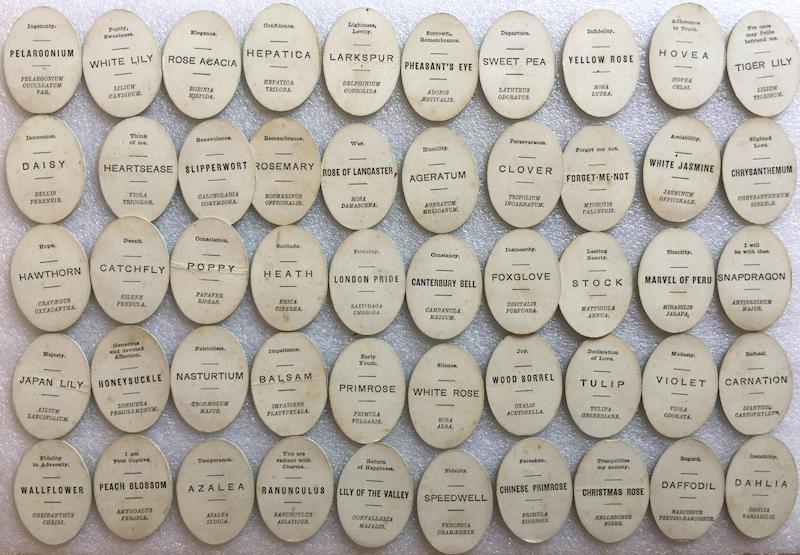 Ingenuity.
PELARGONIUM
PELARGONIUM
CUCULLATUM
VAR.
Purity,
Sweetness.
WHITE LILY
LILIUM
CANDIDUM.
Elegance.
ROSE ACACIA
ROBINIA
HISPIDA.
Confidence.
HEPATICA
HEPATICA
TRILOBA.
Lightness,
Levity.
LARKSPUR
DELPHINIUM
CONSOLIDA
Sorrowful
Remembrance.
PHEASANT'S EYE
ADONIS
ÆSTIVALIS.
Departure.
SWEET PEA
LATHYRUS
ODORATUS.
Infidelity.
YELLOW ROSE
ROSA
LUTEA.
Adherence
to Truth.
HOVEA
HOVEA
CELSI.
For once
may Pride
befriend me.
TIGER LILY
LILIUM
TIGRINUM.
Innocence.
DAISY
BELLIS
PERENNIS.
Think
of me.
HEARTSEASE
VIOLA
TRICOLOR.
Benevolence.
SLIPPERWORT
CALCEOLARIA
CORYMBOSA.
Remembrance.
ROSEMARY
ROSMARINUS
OFFICINALIS.
War.
ROSE OF LANCASTER
ROSA
DAMASCENA.
Humility.
AGERATUM
AGERATUM
MEXICANUM.
Perseverance.
CLOVER
TRIFOLIUM
INCARNATUM.
Forget me not.
FORGET-ME-NOT
MYOSOTIS
PALUSTRIS.
Amiability.
WHITE JASMINE
JASMINUM
OFFICINALE.
Slighted
Love.
CHRYSANTHEMUM
CHRYSANTHEMUM
SINENSE.
Hope.
HAWTHORN
CRATÆGUS
OXYACANTHA.
Deceit.
CATCHFLY
SILENE
PENDULA.
Consolation.
POPPY
PAPAVER
RHEAS.
Solitude.
HEATH
ERICA
CINEREA.
Frivolity.
LONDON PRIDE
SAXIFRAGA
UMBROSA.
Constancy.
CANTERBURY BELL
CAMPANULA
MEDIUM.
Insincerity.
FOXGLOVE
DIGITALIS
PURPUREA.
Lasting
Beauty.
STOCK
MATTHIOLA
ANNUA.
Timidity.
MARVEL OF PERU
MIRABILIS
JALAPA.
I will
be with thee.
SNAPDRAGON
ANTIRRHINUM
MAJUS.
Majesty.
JAPAN LILY
LILIUM
LANCIFOLIUM.
Generous
and devoted
Affection.
HONEYSUCKLE
LONICERA
PERICLYMENUM.
Patriotism.
NASTURTIUM
TROPÆOLUM
MAJUS.
Impatience.
BALSAM
IMPATIENS
PLATYPETALA.
Early
Youth.
PRIMROSE
PRIMULA
VULGARIS.
Silence.
WHITE ROSE
ROSA
ALBA.
Joy.
WOOD SORREL
OXALIS
ACETOSELLA.
Declaration
of Love.
TULIP
TULIPA
GESNERIANA.
Modesty.
VIOLET
VIOLA
ODORATA.
Refusal.
CARNATION
DIANTHUS
CARYOPHYLLUS.
Fidelity
in Adversity.
WALLFLOWER
CHEIRANTHUS
CHEIRI.
I am
your Captive.
PEACH BLOSSOM
AMYGDALUS
PERSICA.
Temperance.
AZALEA
AZALEA
INDICA.
You are
radiant with
Charms.
RANUNCULUS
RANUNCULUS
ASIATICUS.
Return
of Happiness.
LILY OF THE VALLEY
CONVALLARIA
MAJALIS.
Fidelity.
SPEEDWELL
VERONICA
CHAMÆDRYS.
Forsaken.
CHINESE PRIMROSE
PRIMULA
SINENSIS.
Tranquillise
my anxiety.
CHRISTMAS ROSE
HELLEBORUS
NIGER.
Regard.
DAFFODIL
NARCISSUS
PSEUDO-NARCISSUS.
Instability.
DAHLIA
DAHLIA
VARIABILIS.